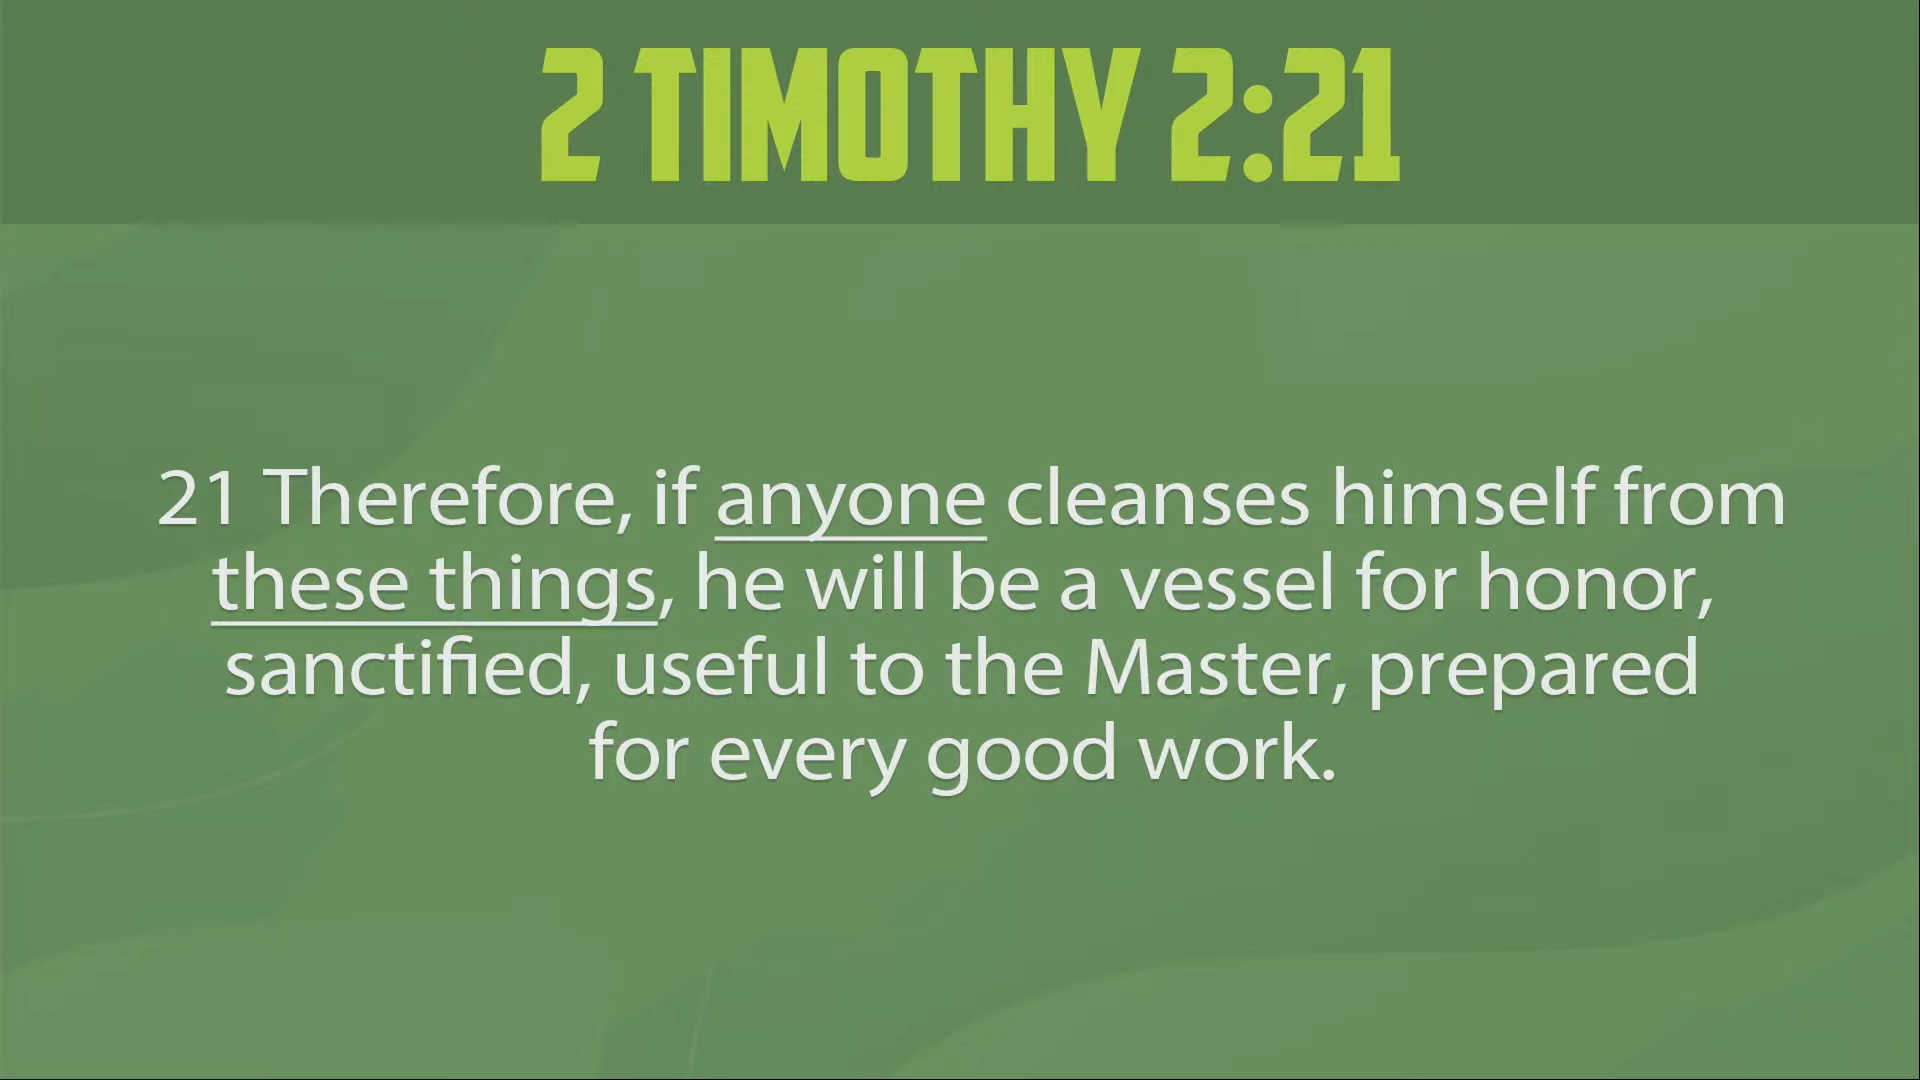 2 TIMOTHY 2:21
21 Therefore, if anyone cleanses himself from
these things, he will be a vessel for honor,
sanctified, useful to the Master, prepared
for every good work.